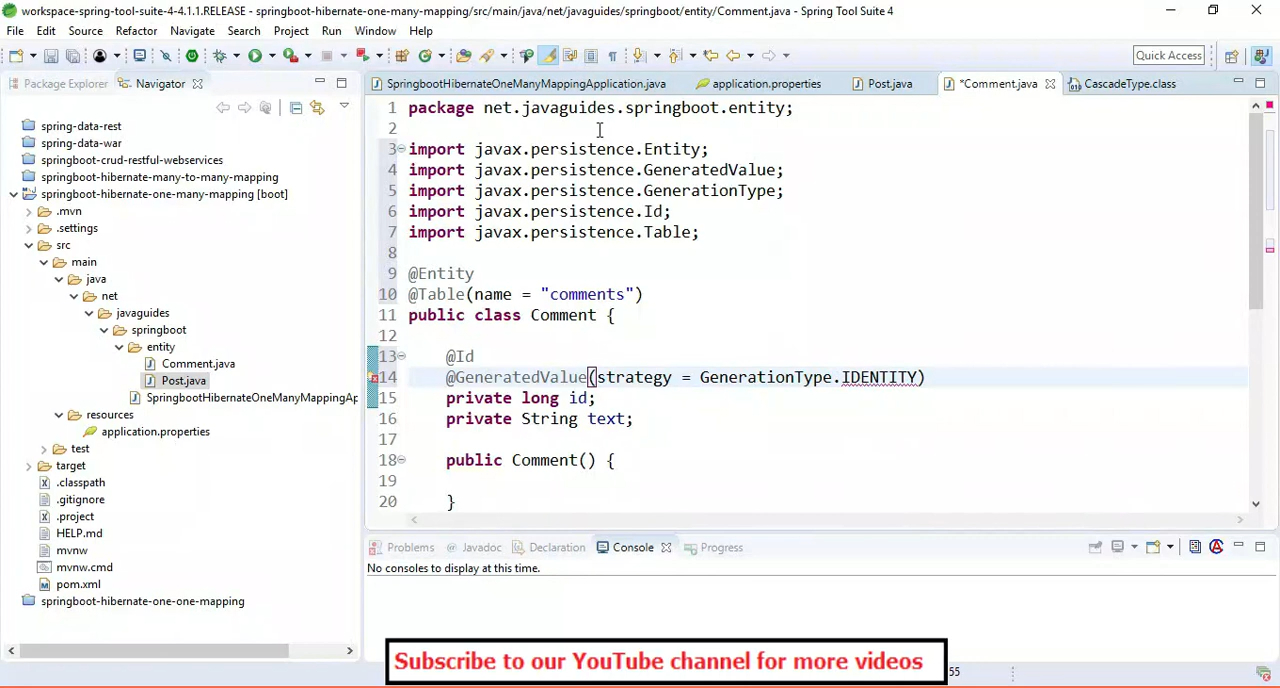 workspace-spring-tool-suite-4-4.1.1.RELEASE - springboot-hibernate-one-many-mapping/src/main/java/net/javaguides/springboot/entity/Comment.java - Spring Tool Suite 4
File Edit Source Refactor Navigate Search Project Run Window Help
Quick Access
Package Explorer Navigator
SpringbootHibernateOneManyMappingApplication.java application.properties Post.java *Comment.java CascadeType.class
spring-data-rest
spring-data-war
springboot-crud-restful-webservices
springboot-hibernate-many-to-many-mapping
springboot-hibernate-one-many-mapping [boot]
.mvn
.settings
src
main
java
net
javaguides
springboot
entity
Comment.java
Post.java
SpringbootHibernateOneManyMappingAp
resources
application.properties
test
target
.classpath
.gitignore
.project
HELP.md
mvnw
mvnw.cmd
pom.xml
springboot-hibernate-one-one-mapping
1 package net.javaguides.springboot.entity;
2
3 import javax.persistence.Entity;
4 import javax.persistence.GeneratedValue;
5 import javax.persistence.GenerationType;
6 import javax.persistence.Id;
7 import javax.persistence.Table;
8
9 @Entity
10 @Table(name = "comments")
11 public class Comment {
12
13 @Id
14 @GeneratedValue(strategy = GenerationType.IDENTITY)
15 private long id;
16 private String text;
17
18 public Comment() {
19
20 }
Problems @ Javadoc Declaration Console Progress
No consoles to display at this time.
Subscribe to our YouTube channel for more videos
55